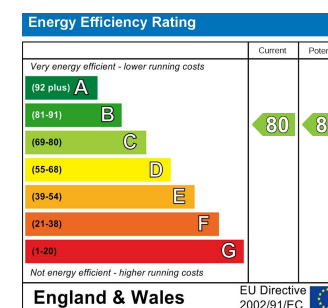 Energy Efficiency Rating
Current
Very energy efficient - lower running costs
(92 plus) A
(81-91) B
(69-80) C
(55-68) D
(39-54) E
(21-38) F
(1-20) G
80
8
Not energy efficient - higher running costs
England & Wales
EU Directive
2002/91/EC